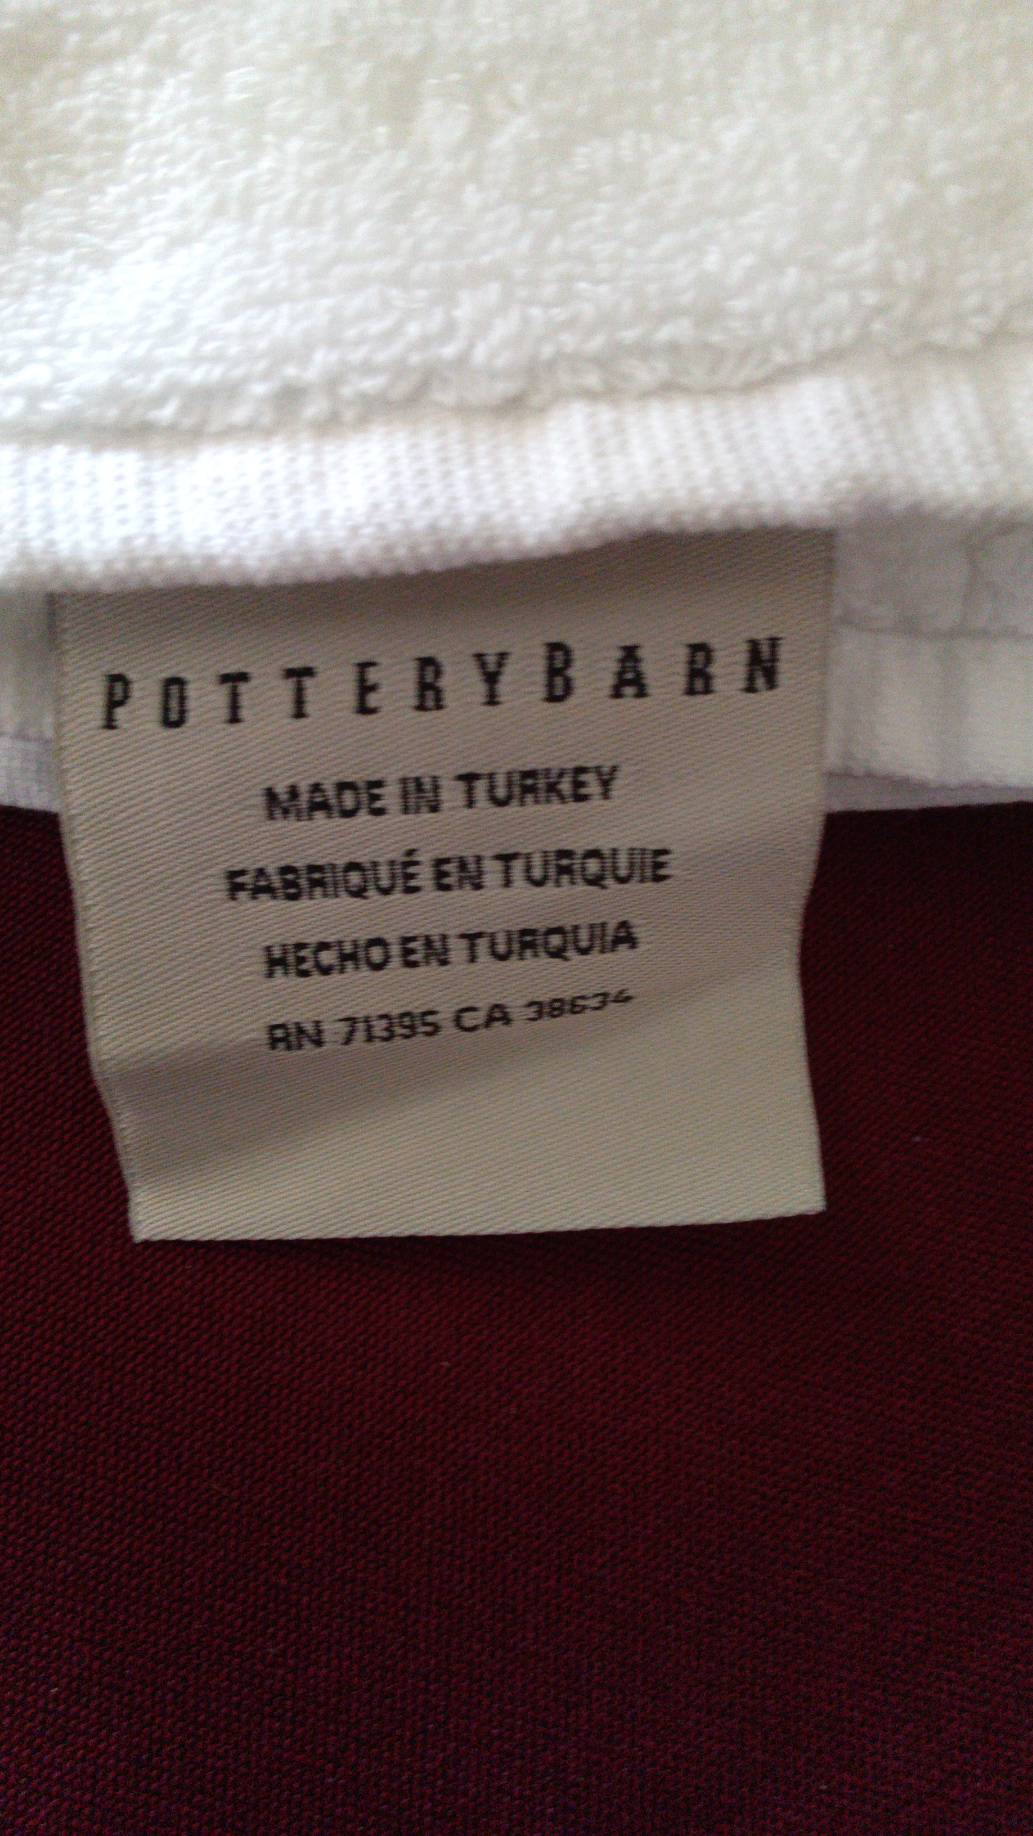 POTTERYBARN
MADE IN TURKEY
FABRIQUÉ EN TURQUIE
HECHO EN TURQUIA
RN 71395 CA 38634